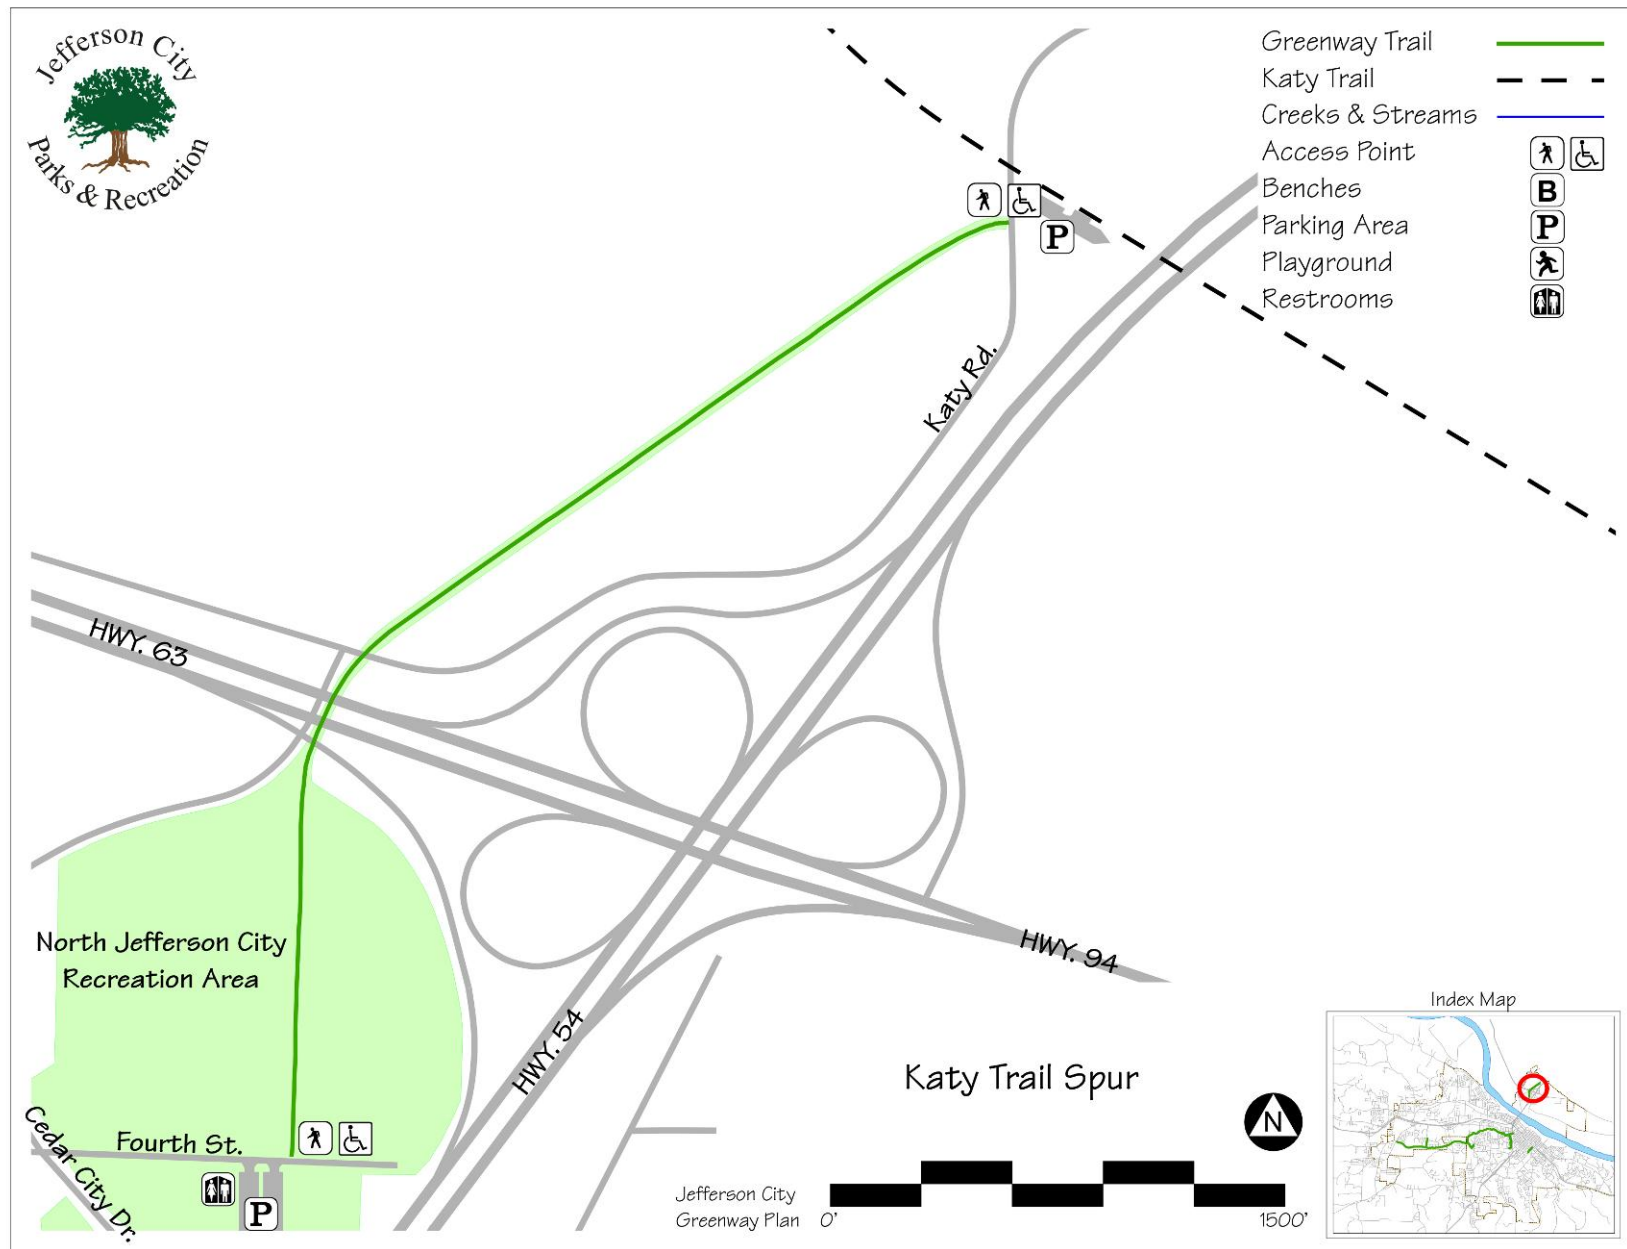 Jefferson City
Parks & Recreation
Greenway Trail
Katy Trail
Creeks & Streams
Access Point
Benches
B
Parking Area
P
Playground
Restrooms
P
Katy Rd.
HWY. 63
North Jefferson City
Recreation Area
HWY. 94
HWY. 54
Index Map
Katy Trail Spur
N
Cedar City Dr.
Fourth St.
P
Jefferson City
Greenway Plan
0'
1500'